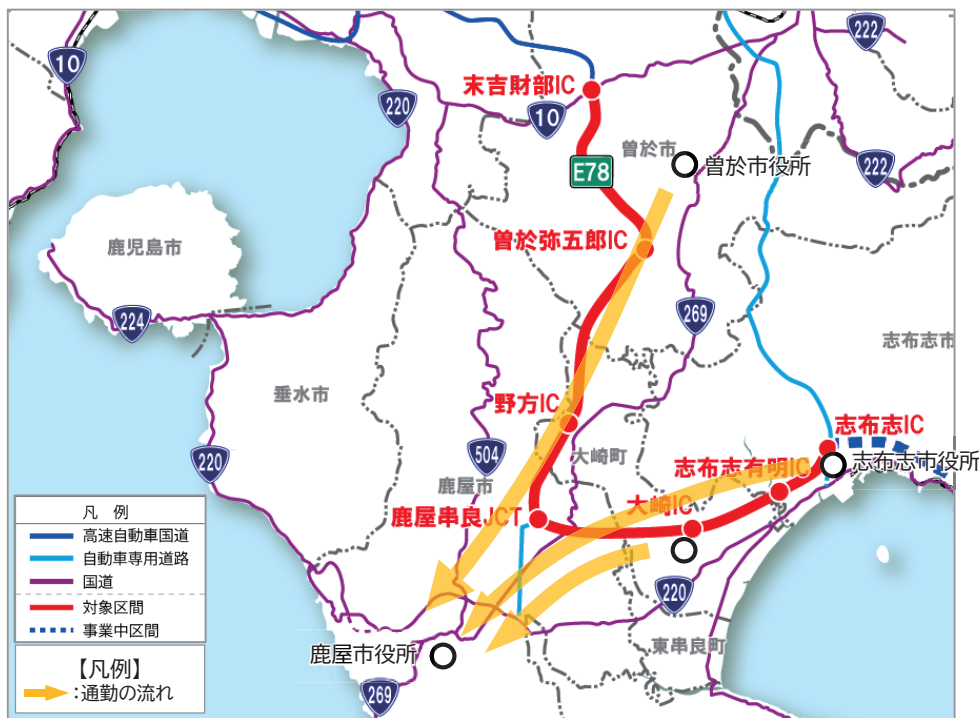 222
10
末吉財部IC
220
10
曽於市
曽於市役所
E78
222
曽於弥五郎IC
鹿児島市
224
269
志布志市
垂水市
野方IC
志布志IC
大崎町
220
504
志布志有明IC
志布志市役所
鹿屋市
大崎IC
鹿屋串良JCT
凡 例
高速自動車国道
自動車専用道路
国道
対象区間
事業中区間
【凡例】
:通勤の流れ
220
東串良町
鹿屋市役所
269